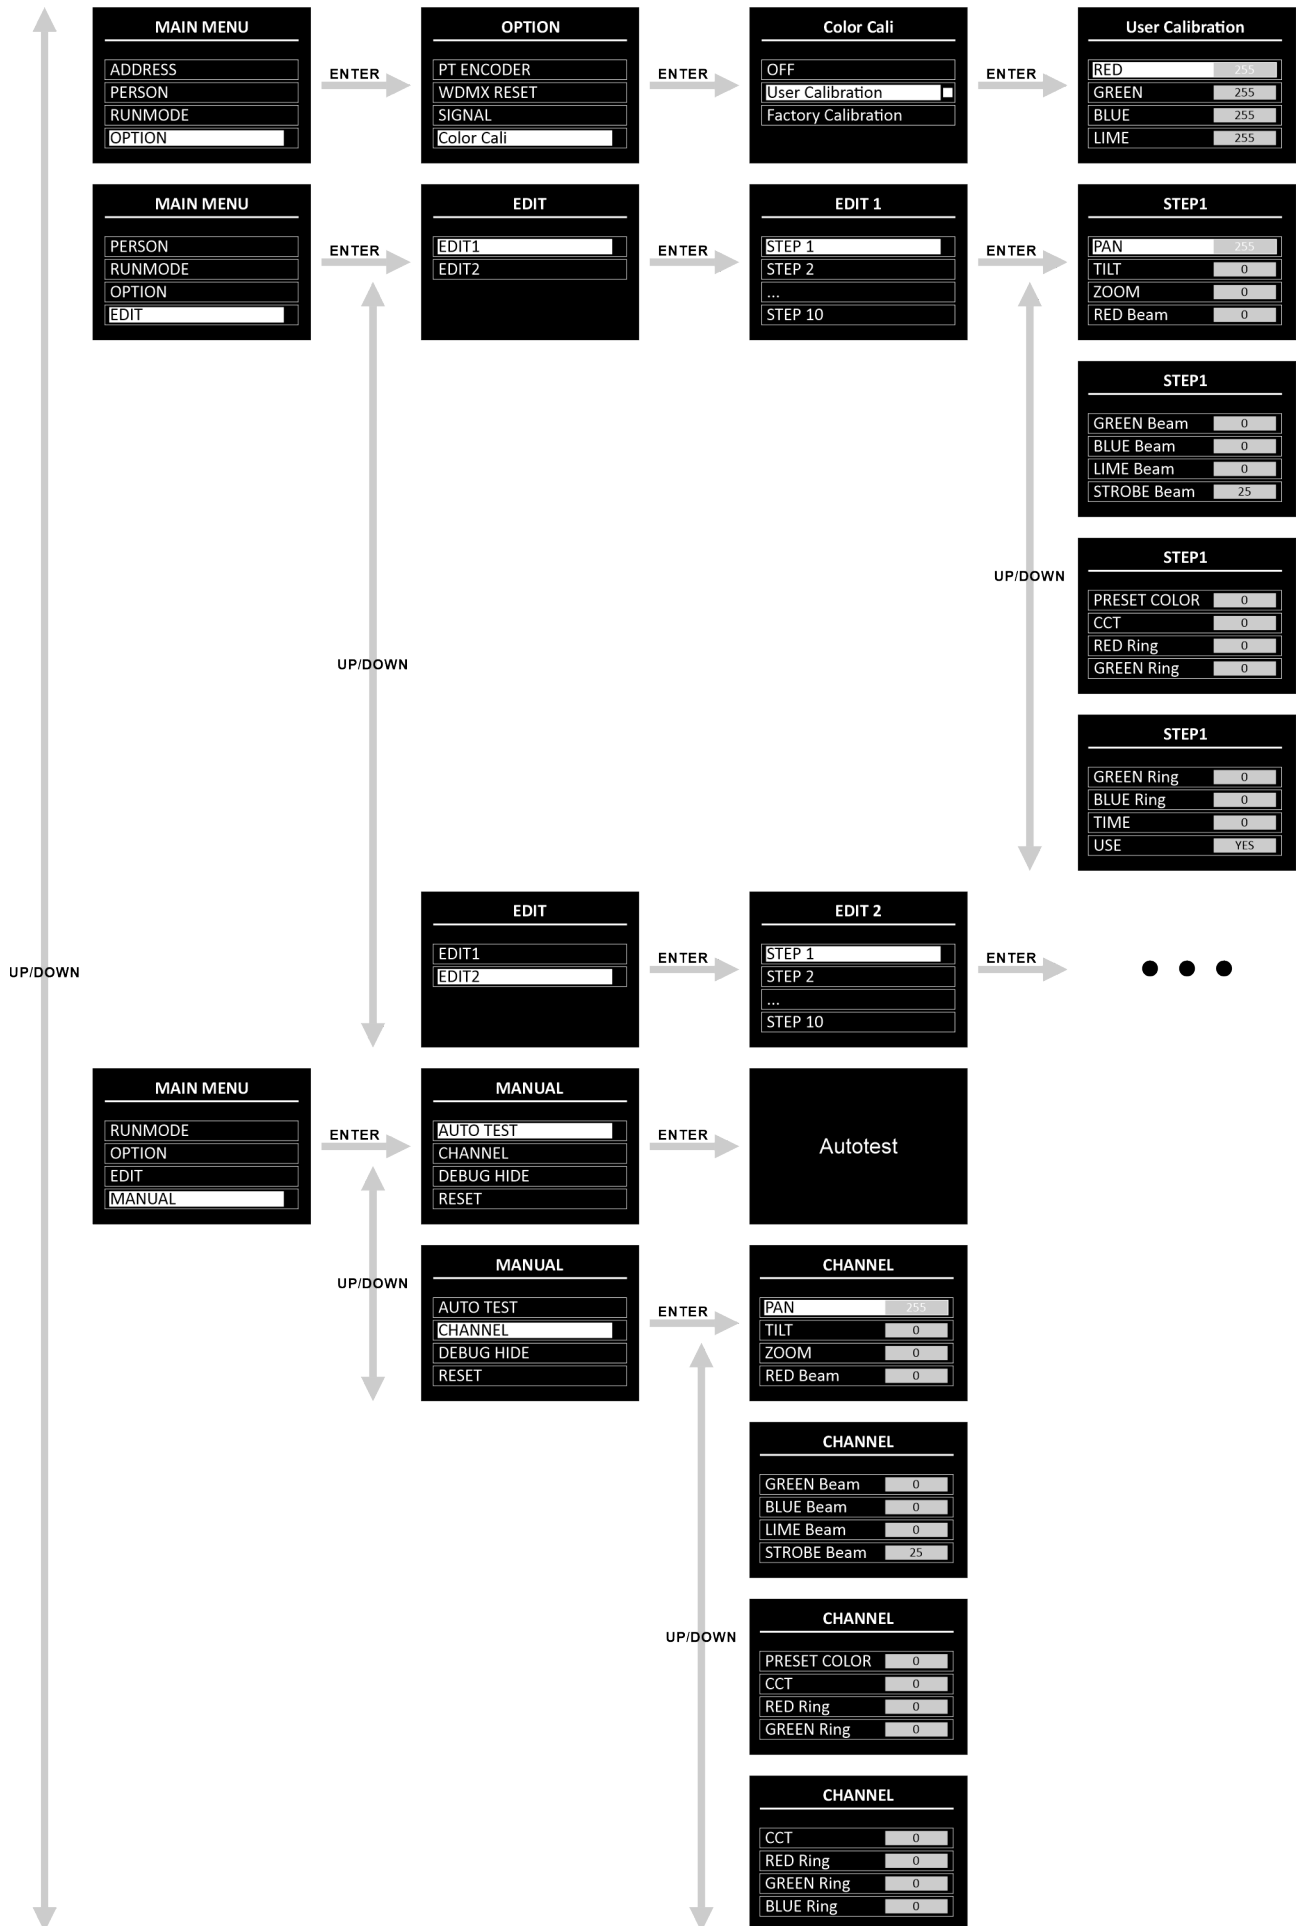 MAIN MENU
ADDRESS
PERSON
RUNMODE
OPTION
ENTER
OPTION
PT ENCODER
WDMX RESET
SIGNAL
Color Cali
ENTER
Color Cali
OFF
User Calibration
Factory Calibration
ENTER
User Calibration
RED 255
GREEN 255
BLUE 255
LIME 255
MAIN MENU
PERSON
RUNMODE
OPTION
EDIT
ENTER
EDIT
EDIT1
EDIT2
ENTER
EDIT 1
STEP 1
STEP 2
...
STEP 10
ENTER
STEP1
PAN 255
TILT 0
ZOOM 0
RED Beam 0
STEP1
GREEN Beam 0
BLUE Beam 0
LIME Beam 0
STROBE Beam 25
UP/DOWN
STEP1
PRESET COLOR 0
CCT 0
RED Ring 0
GREEN Ring 0
UP/DOWN
STEP1
GREEN Ring 0
BLUE Ring 0
TIME 0
USE YES
UP/DOWN
EDIT
EDIT1
EDIT2
ENTER
EDIT 2
STEP 1
STEP 2
...
STEP 10
ENTER
MAIN MENU
RUNMODE
OPTION
EDIT
MANUAL
ENTER
MANUAL
AUTO TEST
CHANNEL
DEBUG HIDE
RESET
ENTER
Autotest
UP/DOWN
MANUAL
AUTO TEST
CHANNEL
DEBUG HIDE
RESET
ENTER
CHANNEL
PAN 255
TILT 0
ZOOM 0
RED Beam 0
CHANNEL
GREEN Beam 0
BLUE Beam 0
LIME Beam 0
STROBE Beam 25
UP/DOWN
CHANNEL
PRESET COLOR 0
CCT 0
RED Ring 0
GREEN Ring 0
CHANNEL
CCT 0
RED Ring 0
GREEN Ring 0
BLUE Ring 0